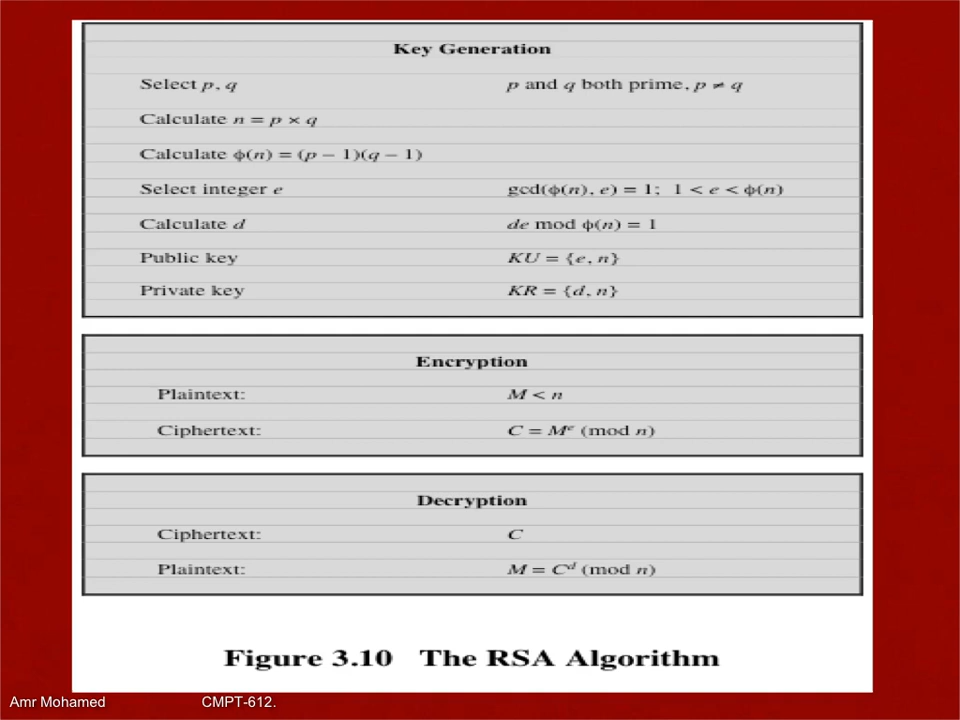 Key Generation
Select p, q p and q both prime, p ≠ q
Calculate n = p × q
Calculate ϕ(n) = (p − 1)(q − 1)
Select integer e gcd(ϕ(n), e) = 1; 1 < e < ϕ(n)
Calculate d de mod ϕ(n) = 1
Public key KU = {e, n}
Private key KR = {d, n}
Encryption
Plaintext: M < n
Ciphertext: C = Mᵉ (mod n)
Decryption
Ciphertext: C
Plaintext: M = Cᵈ (mod n)
Figure 3.10 The RSA Algorithm
Amr Mohamed CMPT-612.